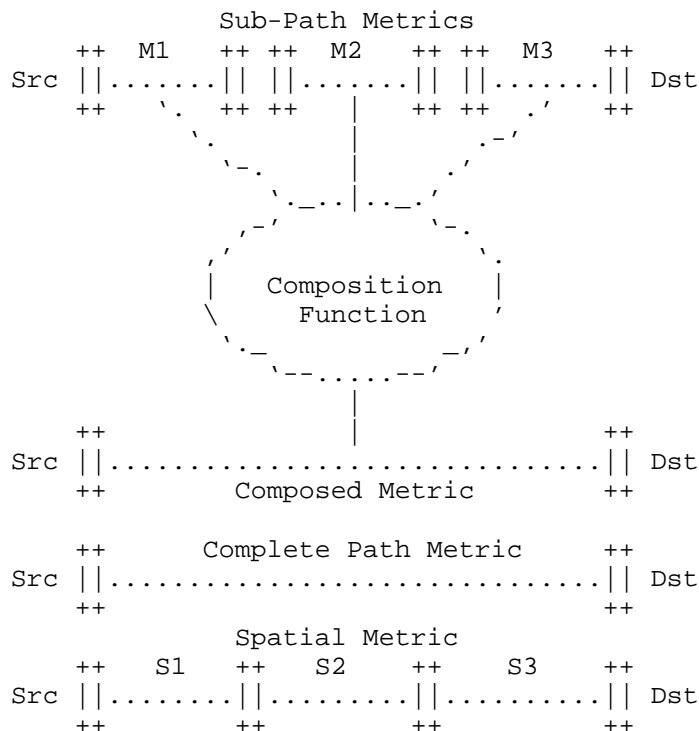 Sub-Path Metrics
++ M1 ++ ++ M2 ++ ++ M3 ++
Src ||.......|| ||.......|| ||.......|| Dst
++ `. ++ ++ | ++ ++ .' ++
`. | .-'
`-. | .'
`._..|.._.'
,-' `-.
,' `.
| Composition |
\ Function '
`._ _,'
`--.....--'
|
++ | ++
Src ||...............................|| Dst
++ Composed Metric ++
++ Complete Path Metric ++
Src ||...............................|| Dst
++ ++
Spatial Metric
++ S1 ++ S2 ++ S3 ++
Src ||........||.........||..........|| Dst
++ ++ ++ ++